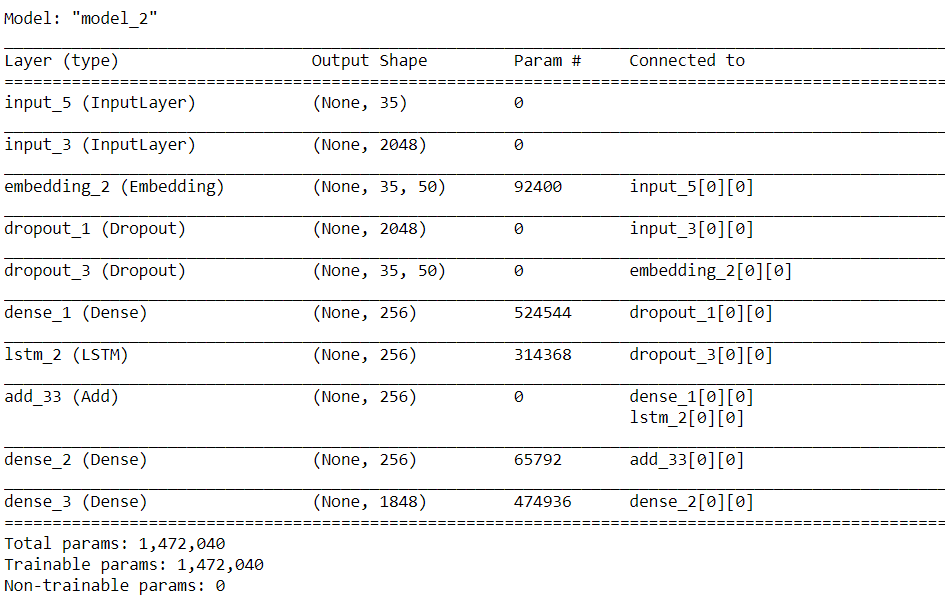 Model: "model_2"
Layer (type) Output Shape Param # Connected to
input_5 (InputLayer) (None, 35) 0
input_3 (InputLayer) (None, 2048) 0
embedding_2 (Embedding) (None, 35, 50) 92400 input_5[0][0]
dropout_1 (Dropout) (None, 2048) 0 input_3[0][0]
dropout_3 (Dropout) (None, 35, 50) 0 embedding_2[0][0]
dense_1 (Dense) (None, 256) 524544 dropout_1[0][0]
lstm_2 (LSTM) (None, 256) 314368 dropout_3[0][0]
add_33 (Add) (None, 256) 0 dense_1[0][0]
lstm_2[0][0]
dense_2 (Dense) (None, 256) 65792 add_33[0][0]
dense_3 (Dense) (None, 1848) 474936 dense_2[0][0]
Total params: 1,472,040
Trainable params: 1,472,040
Non-trainable params: 0